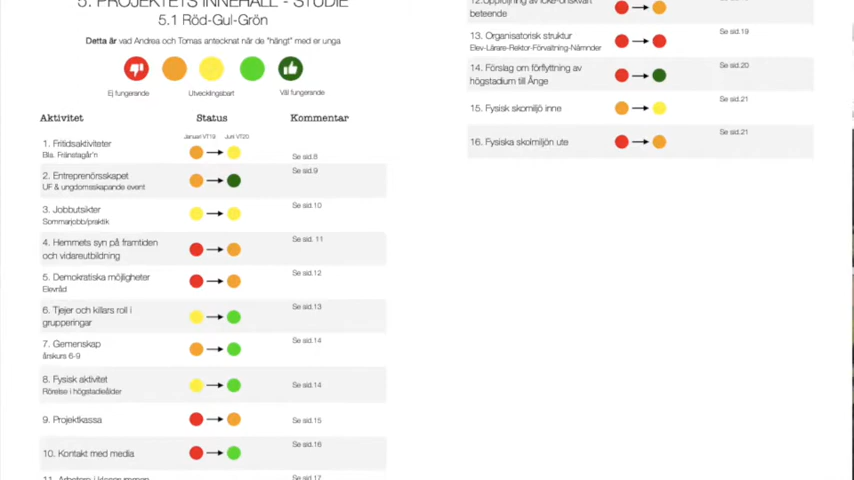 5. PROJEKTETS INNEHÅLL - STUDIE
5.1 Röd-Gul-Grön
Detta är vad Andrea och Tomas antecknat när de "hängt" med er unga
Ej fungerande
Utvecklingsbart
Väl fungerande
Aktivitet
Status
Kommentar
Januari VT19
Juni VT20
1. Fritidsaktiviteter
Bla. Fränstagår'n
Se sid.8
2. Entreprenörsskapet
UF & ungdomsskapande event
Se sid.9
3. Jobbutsikter
Sommarjobb/praktik
Se sid.10
4. Hemmets syn på framtiden
och vidareutbildning
Se sid. 11
5. Demokratiska möjligheter
Elevråd
Se sid.12
6. Tjejer och killars roll i
grupperingar
Se sid.13
7. Gemenskap
årskurs 6-9
Se sid.14
8. Fysisk aktivitet
Rörelse i högstadieålder
Se sid.14
9. Projektkassa
Se sid.15
10. Kontakt med media
Se sid.16
Se sid.17
beteende
13. Organisatorisk struktur
Elev-Lärare-Rektor-Förvaltning-Nämnder
Se sid.19
14. Förslag om förflyttning av
högstadium till Ånge
Se sid.20
15. Fysisk skomiljö inne
Se sid.21
16. Fysiska skolmiljön ute
Se sid.21